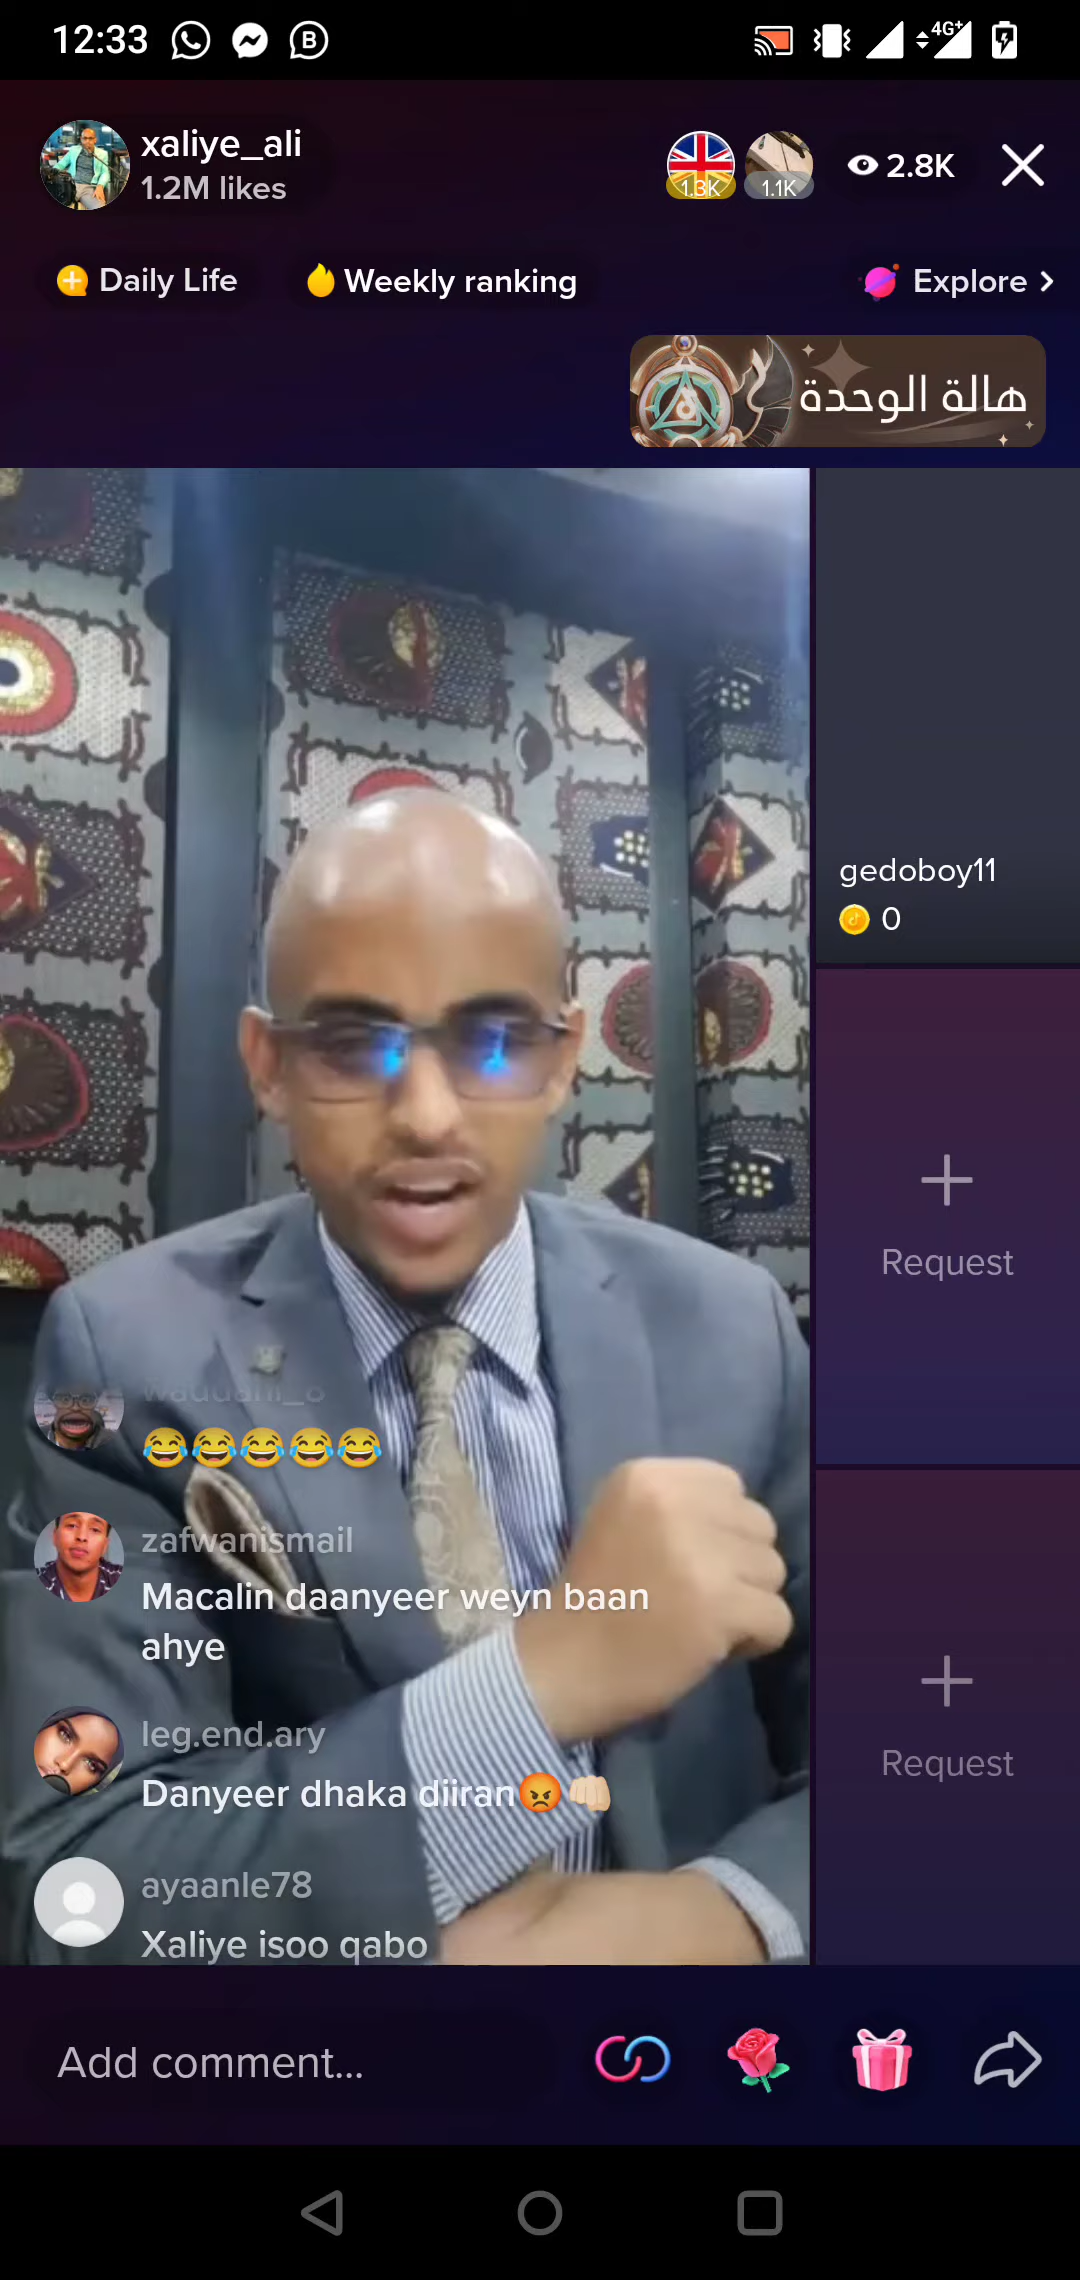 12:33
4G+
xaliye_ali
1.2M likes
1.3K
1.1K
2.8K
Daily Life
Weekly ranking
Explore
هالة الوحدة
gedoboy11
0
Request
Request
waddani_8
😂😂😂😂😂
zafwanismail
Macalin daanyeer weyn baan
ahye
leg.end.ary
Danyeer dhaka diiran😡👊🏻
ayaanle78
Xaliye isoo qabo
Add comment...